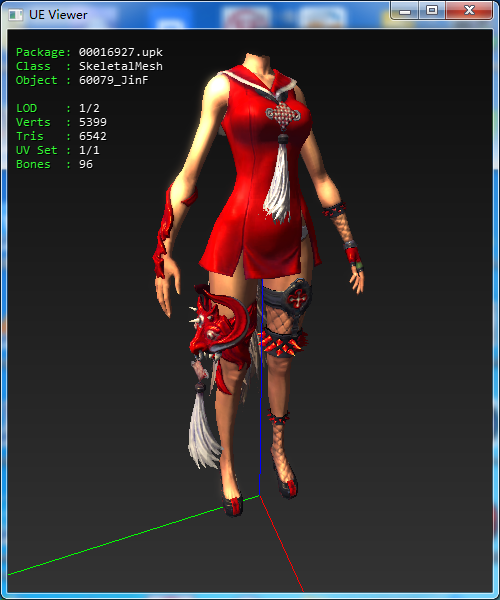 UE Viewer
Package: 00016927.upk
Class : SkeletalMesh
Object : 60079_JinF
LOD : 1/2
Verts : 5399
Tris : 6542
UV Set : 1/1
Bones : 96